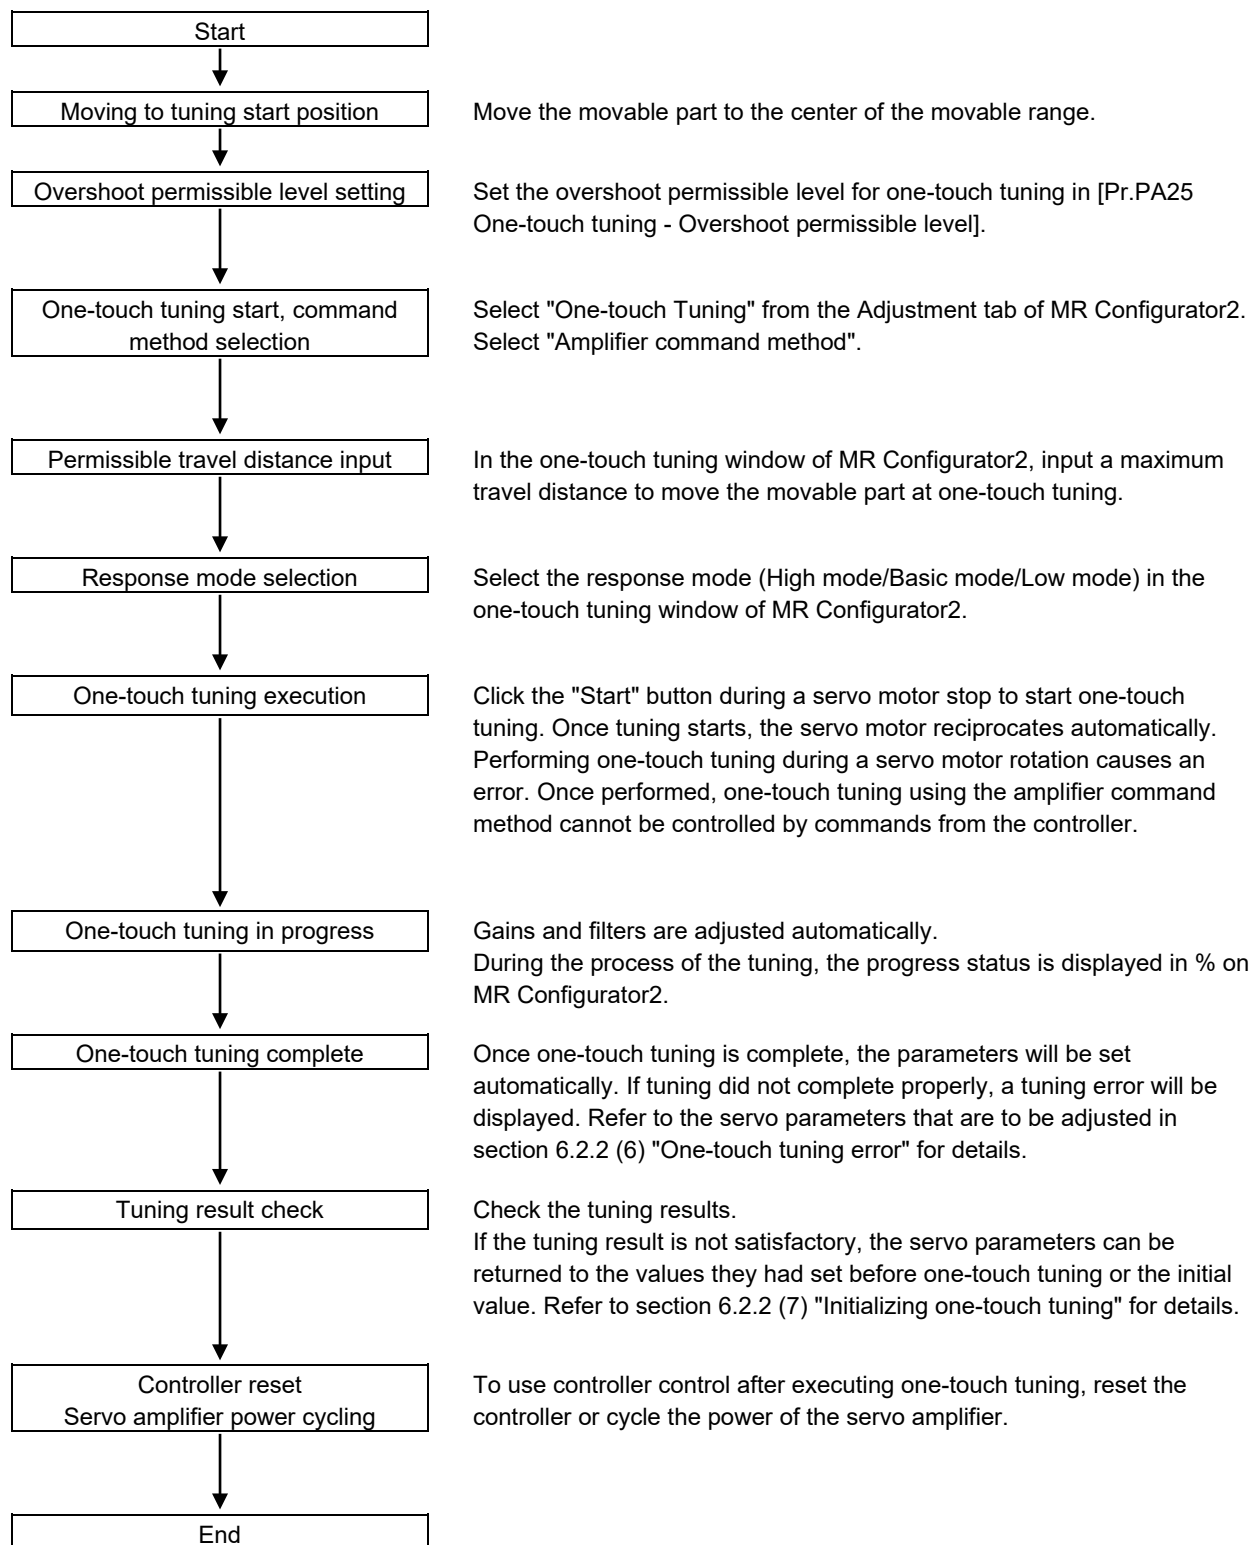 Start
Moving to tuning start position
Move the movable part to the center of the movable range.
Overshoot permissible level setting
Set the overshoot permissible level for one-touch tuning in [Pr.PA25
One-touch tuning - Overshoot permissible level].
One-touch tuning start, command
method selection
Select "One-touch Tuning" from the Adjustment tab of MR Configurator2.
Select "Amplifier command method".
Permissible travel distance input
In the one-touch tuning window of MR Configurator2, input a maximum
travel distance to move the movable part at one-touch tuning.
Response mode selection
Select the response mode (High mode/Basic mode/Low mode) in the
one-touch tuning window of MR Configurator2.
One-touch tuning execution
Click the "Start" button during a servo motor stop to start one-touch
tuning. Once tuning starts, the servo motor reciprocates automatically.
Performing one-touch tuning during a servo motor rotation causes an
error. Once performed, one-touch tuning using the amplifier command
method cannot be controlled by commands from the controller.
One-touch tuning in progress
Gains and filters are adjusted automatically.
During the process of the tuning, the progress status is displayed in % on
MR Configurator2.
One-touch tuning complete
Once one-touch tuning is complete, the parameters will be set
automatically. If tuning did not complete properly, a tuning error will be
displayed. Refer to the servo parameters that are to be adjusted in
section 6.2.2 (6) "One-touch tuning error" for details.
Tuning result check
Check the tuning results.
If the tuning result is not satisfactory, the servo parameters can be
returned to the values they had set before one-touch tuning or the initial
value. Refer to section 6.2.2 (7) "Initializing one-touch tuning" for details.
Controller reset
Servo amplifier power cycling
To use controller control after executing one-touch tuning, reset the
controller or cycle the power of the servo amplifier.
End